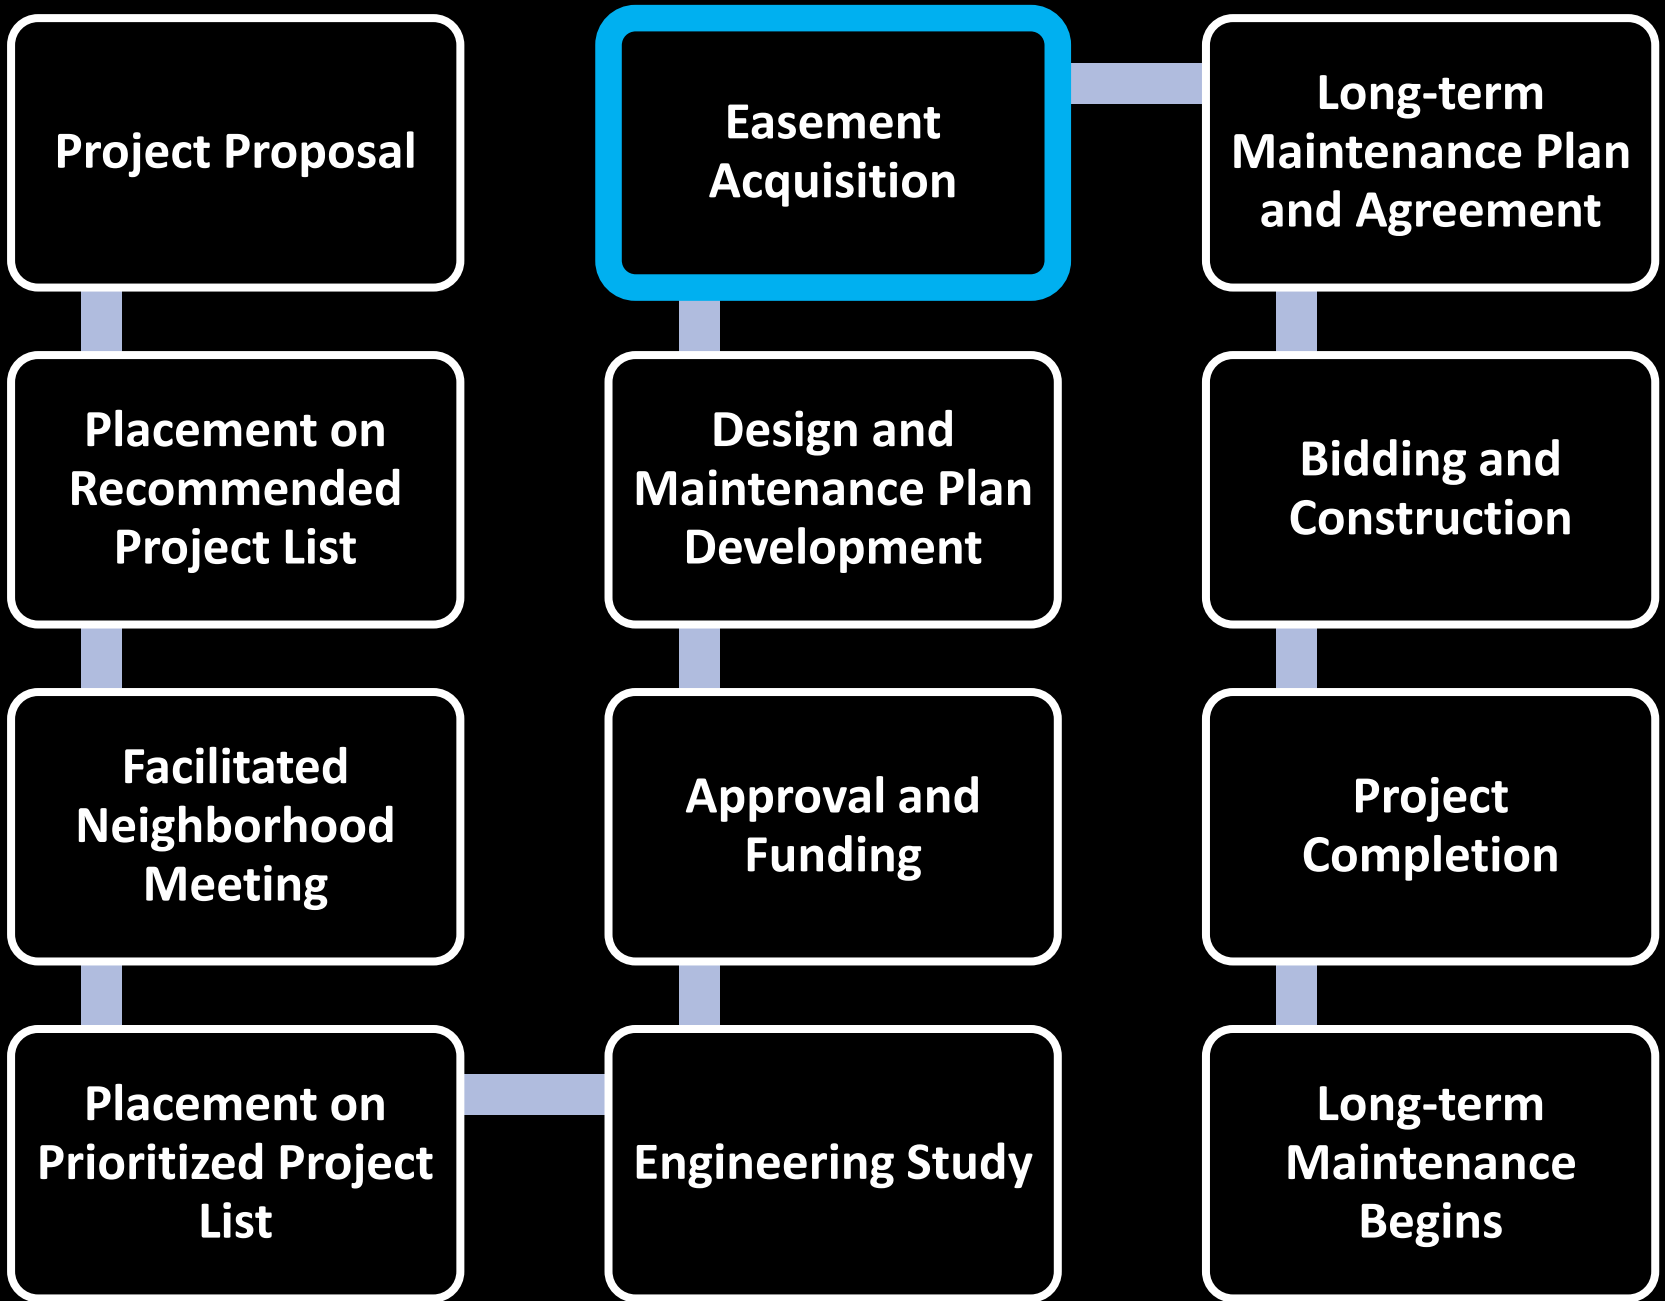 Project Proposal
Placement on
Recommended
Project List
Facilitated
Neighborhood
Meeting
Placement on
Prioritized Project
List
Engineering Study
Approval and
Funding
Design and
Maintenance Plan
Development
Easement
Acquisition
Long-term
Maintenance Plan
and Agreement
Bidding and
Construction
Project
Completion
Long-term
Maintenance
Begins